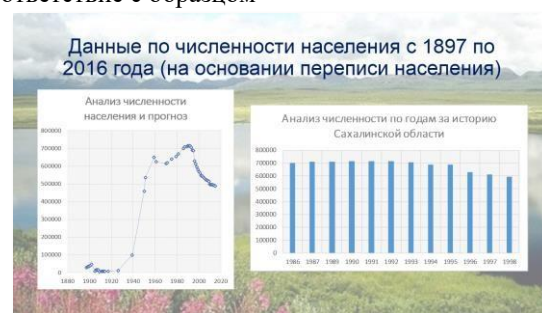 ответствие с образцом
Данные по численности населения с 1897 по
2016 года (на основании переписи населения)
Анализ численности
населения и прогноз
800000
700000
600000
500000
400000
300000
200000
100000
0
1880 1900 1920 1940 1960 1980 2000 2020
Анализ численности по годам за историю
Сахалинской области
800000
700000
600000
500000
400000
300000
200000
100000
0
1986 1987 1989 1990 1991 1992 1993 1994 1995 1996 1997 1998